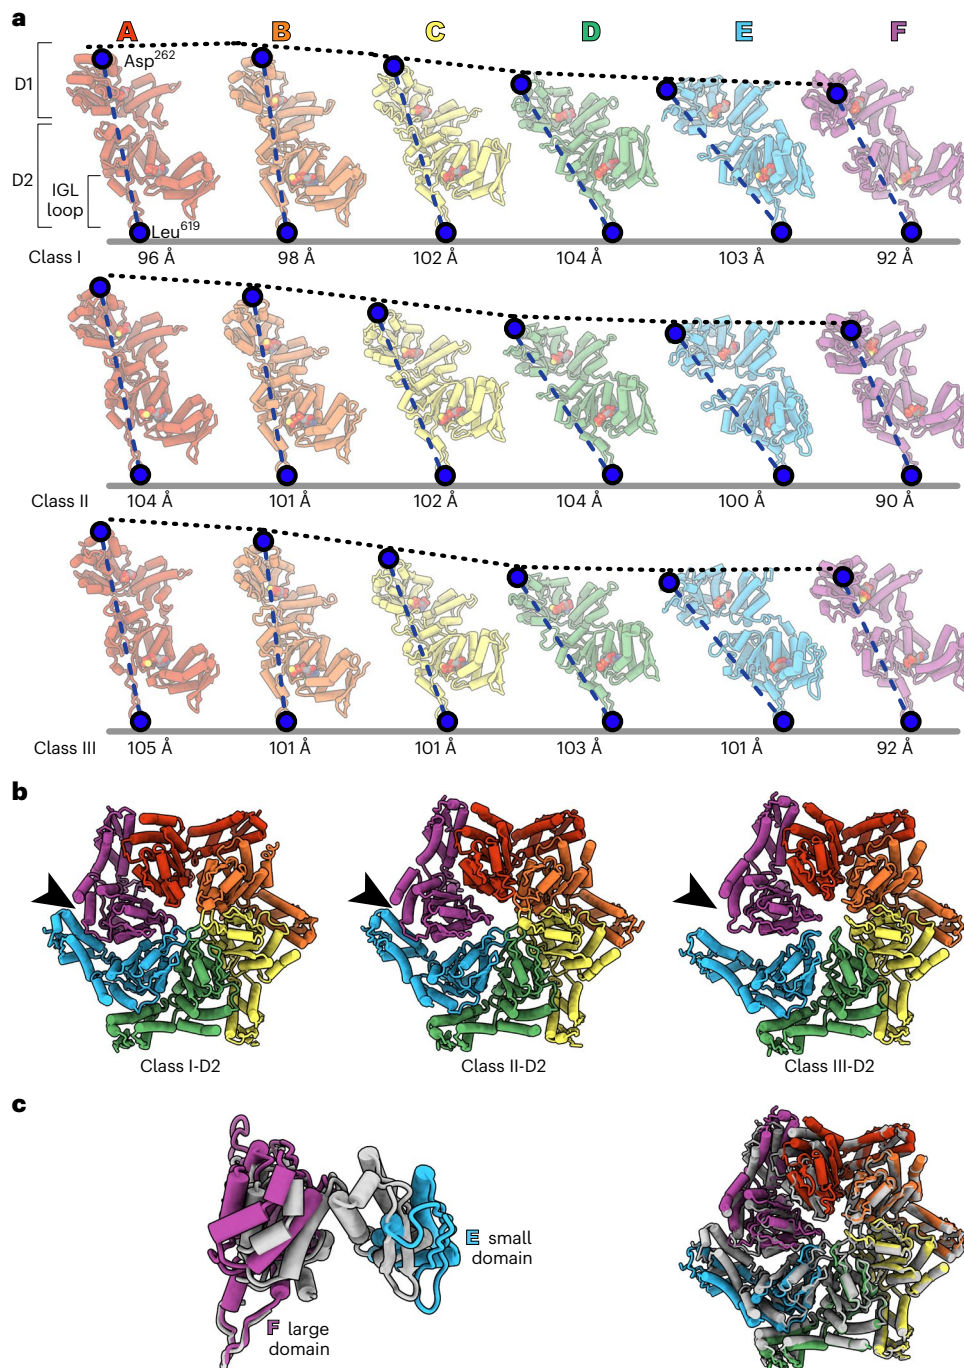 a
A B C D E F
D1
Asp262
D2
IGL
loop
Leu619
Class I 96 Å 98 Å 102 Å 104 Å 103 Å 92 Å
Class II 104 Å 101 Å 102 Å 104 Å 100 Å 90 Å
Class III 105 Å 101 Å 101 Å 103 Å 101 Å 92 Å
b
Class I-D2 Class II-D2 Class III-D2
c
E small
domain
F large
domain